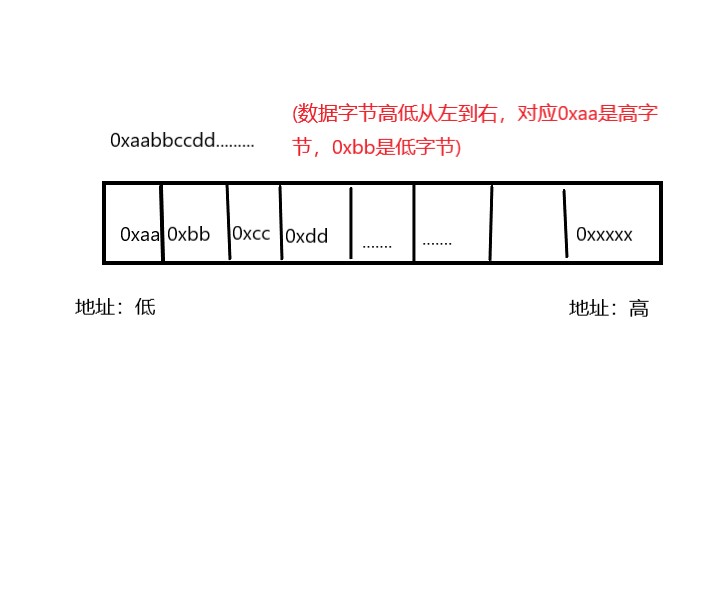 (数据字节高低从左到右，对应0xaa是高字
0xaabbccdd.........
节，0xbb是低字节)
0xaa 0xbb 0xcc 0xdd ....... ....... 0xxxxx
地址：低 地址：高